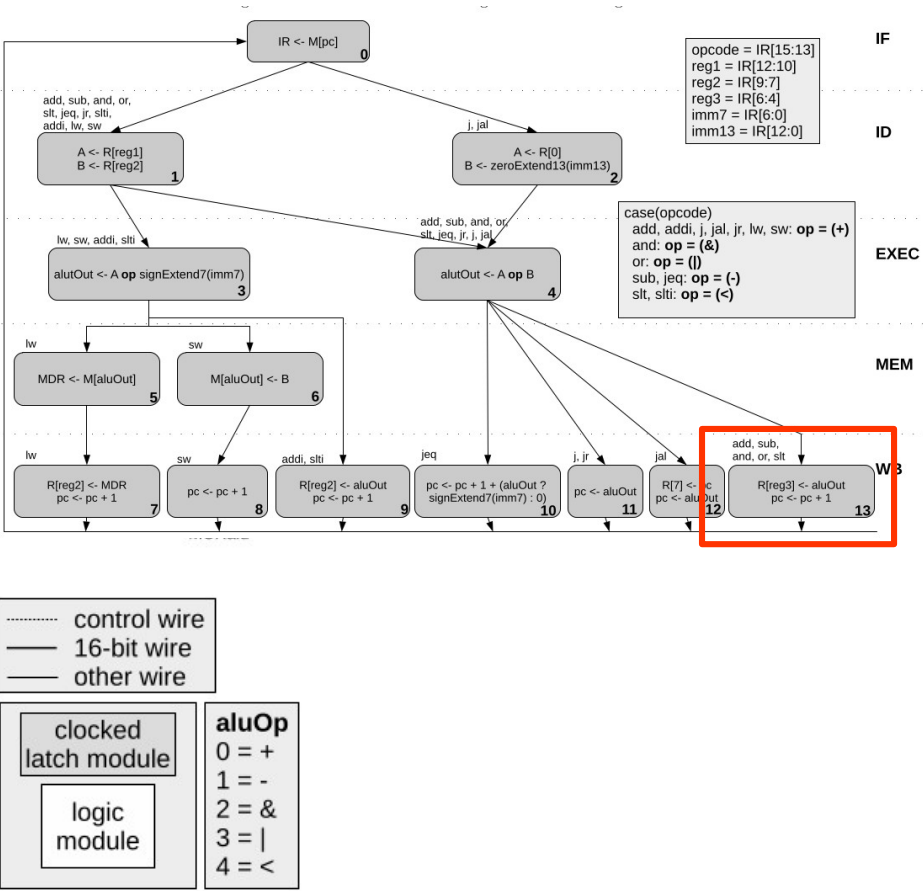 IR <- M[pc]
0
IF
opcode = IR[15:13]
reg1 = IR[12:10]
reg2 = IR[9:7]
reg3 = IR[6:4]
imm7 = IR[6:0]
imm13 = IR[12:0]
add, sub, and, or,
slt, jeq, jr, slti,
addi, lw, sw
j, jal
ID
A <- R[reg1]
B <- R[reg2]
1
A <- R[0]
B <- zeroExtend13(imm13)
2
case(opcode)
add, addi, j, jal, jr, lw, sw: op = (+)
and: op = (&)
or: op = (|)
sub, jeq: op = (-)
slt, slti: op = (<)
lw, sw, addi, slti
add, sub, and, or,
slt, jeq, jr, j, jal
EXEC
alutOut <- A op signExtend7(imm7)
3
alutOut <- A op B
4
lw
sw
MEM
MDR <- M[aluOut]
5
M[aluOut] <- B
6
lw
sw
addi, slti
jeq
j, jr
jal
add, sub,
and, or, slt
WB
R[reg2] <- MDR
pc <- pc + 1
7
pc <- pc + 1
8
R[reg2] <- aluOut
pc <- pc + 1
9
pc <- pc + 1 + (aluOut ?
signExtend7(imm7) : 0)
10
pc <- aluOut
11
R[7] <- pc
pc <- aluOut
12
R[reg3] <- aluOut
pc <- pc + 1
13
control wire
16-bit wire
other wire
clocked
latch module
logic
module
aluOp
0 = +
1 = -
2 = &
3 = |
4 = <